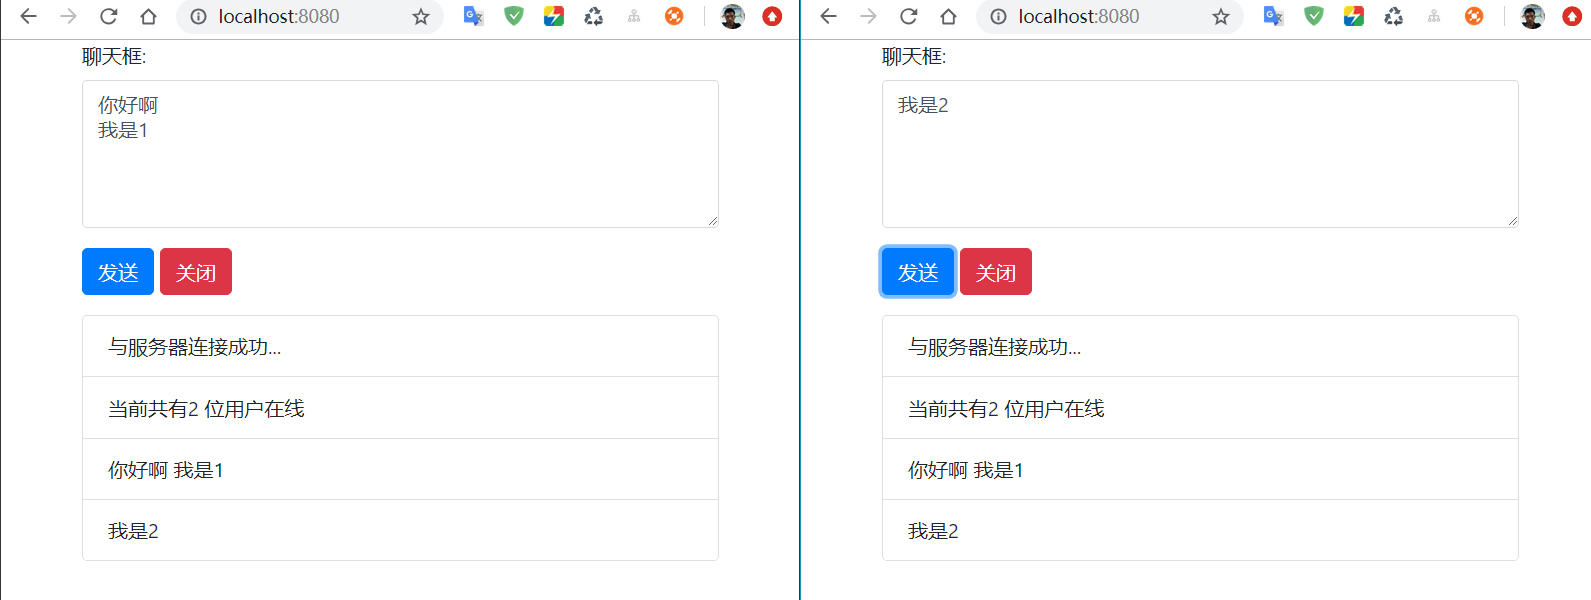 localhost:8080
聊天框:
你好啊
我是1
发送 关闭
与服务器连接成功...
当前共有2 位用户在线
你好啊 我是1
我是2
localhost:8080
聊天框:
我是2
发送 关闭
与服务器连接成功...
当前共有2 位用户在线
你好啊 我是1
我是2